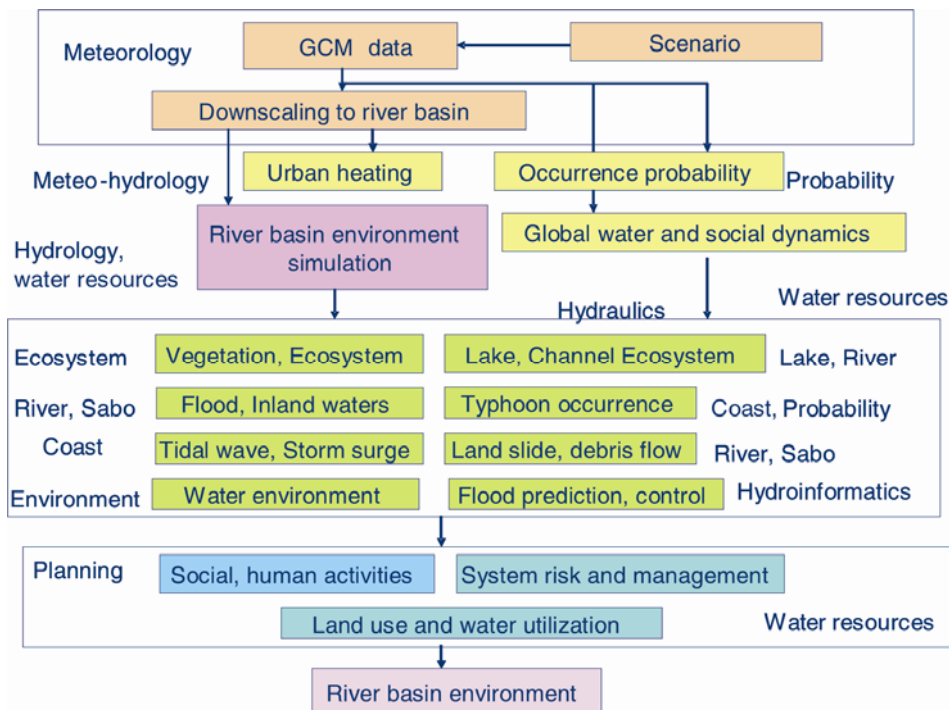 Meteorology
GCM data
Scenario
Downscaling to river basin
Meteo-hydrology
Urban heating
Occurrence probability
Probability
River basin environment
simulation
Global water and social dynamics
Hydrology,
water resources
Hydraulics
Water resources
Ecosystem
Vegetation, Ecosystem
Lake, Channel Ecosystem
Lake, River
River, Sabo
Flood, Inland waters
Typhoon occurrence
Coast, Probability
Coast
Tidal wave, Storm surge
Land slide, debris flow
River, Sabo
Environment
Water environment
Flood prediction, control
Hydroinformatics
Planning
Social, human activities
System risk and management
Land use and water utilization
Water resources
River basin environment